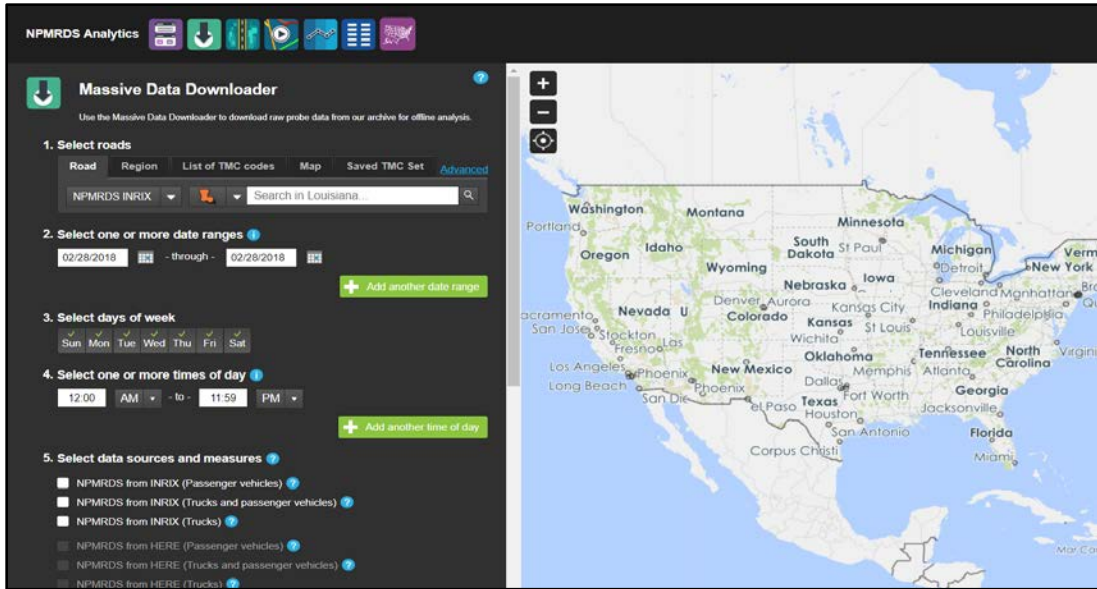 NPMRDS Analytics
Massive Data Downloader
Use the Massive Data Downloader to download raw probe data from our archive for offline analysis.
1. Select roads
Road Region List of TMC codes Map Saved TMC Set Advanced
NPMRDS INRIX Search in Louisiana...
2. Select one or more date ranges
02/28/2018 - through - 02/28/2018
Add another date range
3. Select days of week
Sun Mon Tue Wed Thu Fri Sat
4. Select one or more times of day
12:00 AM - to - 11:59 PM
Add another time of day
5. Select data sources and measures
NPMRDS from INRIX (Passenger vehicles)
NPMRDS from INRIX (Trucks and passenger vehicles)
NPMRDS from INRIX (Trucks)
NPMRDS from HERE (Passenger vehicles)
NPMRDS from HERE (Trucks and passenger vehicles)
NPMRDS from HERE (Trucks)
Washington
Montana
Minnesota
Portland
Idaho
South
Dakota
St Paul
Michigan
Verm
Oregon
Wyoming
Detroit
New York
Nebraska
Iowa
Cleveland
Manhattan
Bro
Denver
Aurora
Nevada
U
Colorado
Kansas City
Indiana
Philadelphia
Qu
acramento
San Jose
Stockton
Kansas
St Louis
Louisville
Fresno
Las
Wichita
Oklahoma
Tennessee
North
Carolina
Virgini
Los Angeles
Phoenix
New Mexico
Memphis
Atlanta
Long Beach
Phoenix
Dallas
Fort Worth
Georgia
San Die
el Paso
Texas
Houston
Jacksonville
San Antonio
Florida
Corpus Christi
Miami
Mar Ca